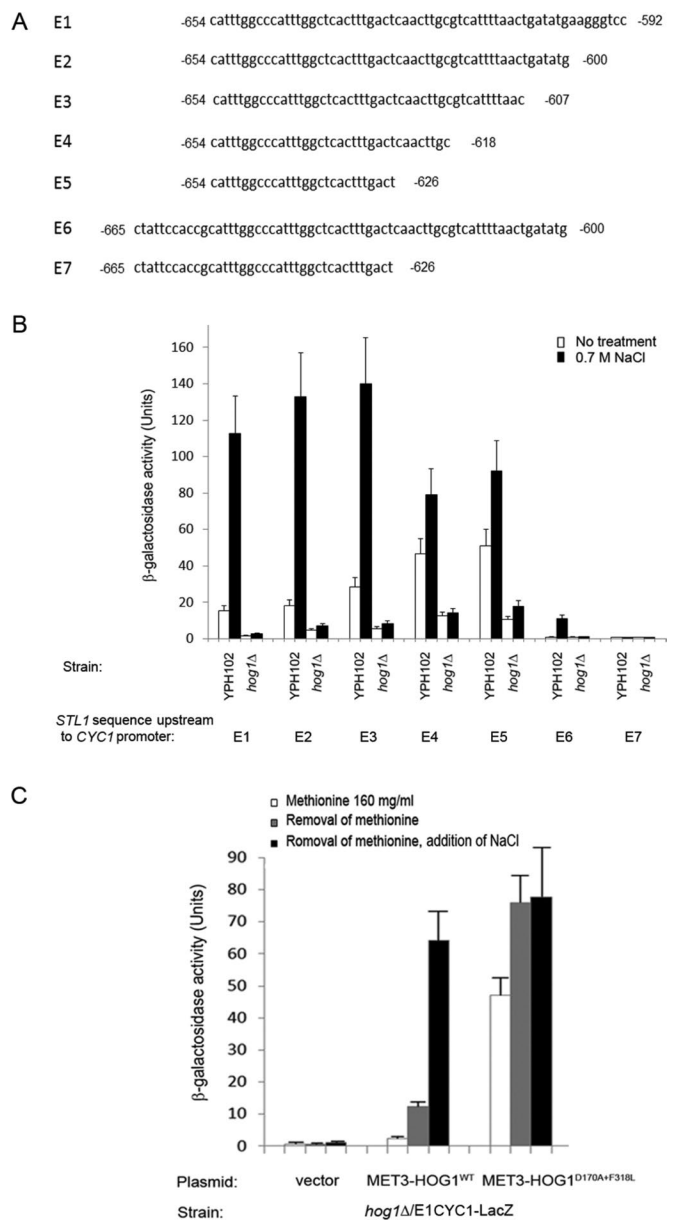 A
E1 -654 catttggcccatttggctcactttgactcaacttgcgtcattttaactgatatgaagggtcc -592
E2 -654 catttggcccatttggctcactttgactcaacttgcgtcattttaactgatatg -600
E3 -654 catttggcccatttggctcactttgactcaacttgcgtcattttaac -607
E4 -654 catttggcccatttggctcactttgactcaacttgc -618
E5 -654 catttggcccatttggctcactttgact -626
E6 -665 ctattccaccgcatttggcccatttggctcactttgactcaacttgcgtcattttaactgatatg -600
E7 -665 ctattccaccgcatttggcccatttggctcactttgact -626
B
No treatment
0.7 M NaCl
β-galactosidase activity (Units)
160
140
120
100
80
60
40
20
0
Strain: YPH102 hog1Δ YPH102 hog1Δ YPH102 hog1Δ YPH102 hog1Δ YPH102 hog1Δ YPH102 hog1Δ YPH102 hog1Δ
STL1 sequence upstream
to CYC1 promoter: E1 E2 E3 E4 E5 E6 E7
C
Methionine 160 mg/ml
Removal of methionine
Romoval of methionine, addition of NaCl
β-galactosidase activity (Units)
90
80
70
60
50
40
30
20
10
0
Plasmid: vector MET3-HOG1WT MET3-HOG1D170A+F318L
Strain: hog1Δ/E1CYC1-LacZ